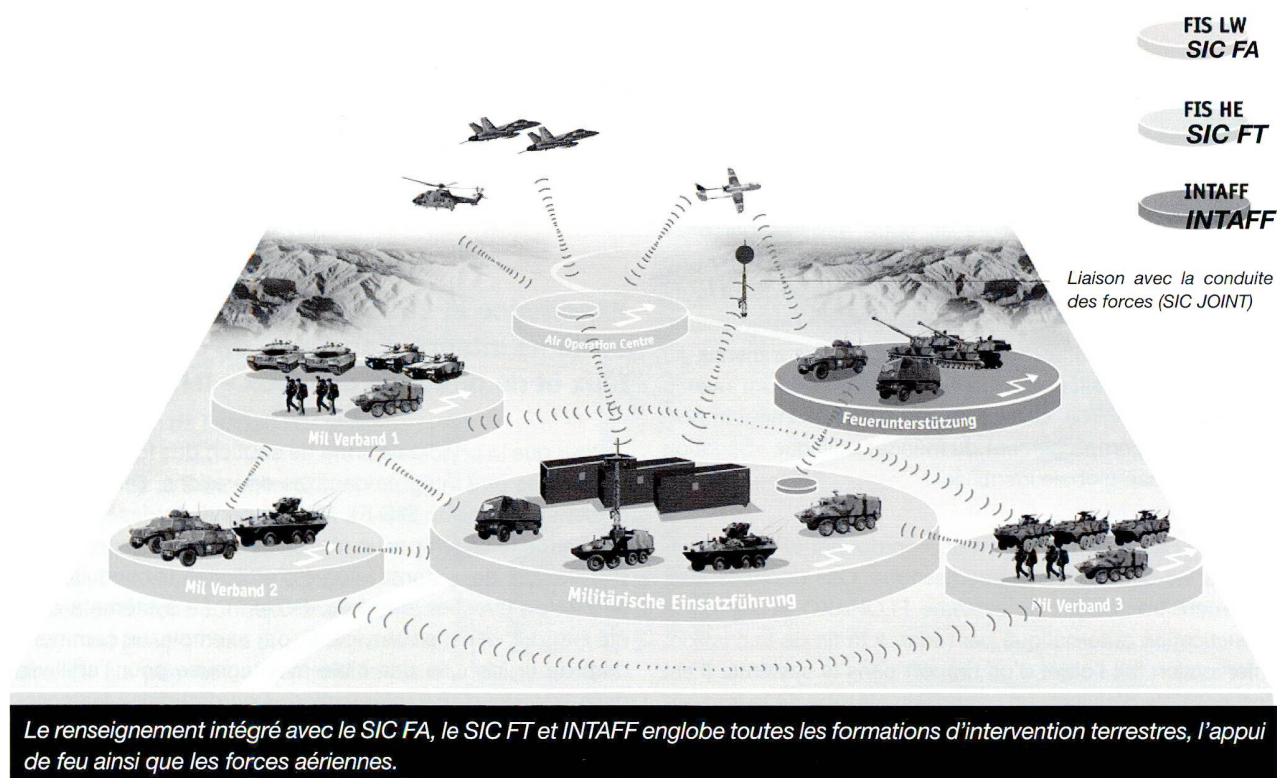 FIS LW
SIC FA
FIS HE
SIC FT
INTAFF
INTAFF
Liaison avec la conduite
des forces (SIC JOINT)
Air Operation Centre
Feuerunterstützung
Mil Verband 1
Mil Verband 2
Militärische Einsatzführung
Mil Verband 3
Le renseignement intégré avec le SIC FA, le SIC FT et INTAFF englobe toutes les formations d'intervention terrestres, l'appui
de feu ainsi que les forces aériennes.